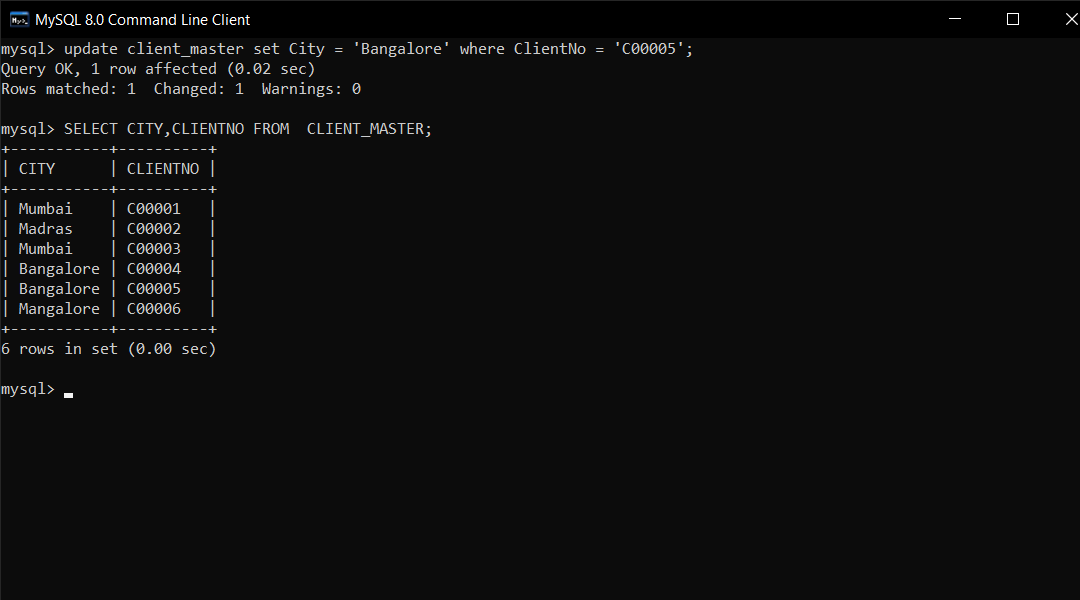 MySQL 8.0 Command Line Client
mysql> update client_master set City = 'Bangalore' where ClientNo = 'C00005';
Query OK, 1 row affected (0.02 sec)
Rows matched: 1  Changed: 1  Warnings: 0
mysql> SELECT CITY,CLIENTNO FROM  CLIENT_MASTER;
+-----------+----------+
| CITY      | CLIENTNO |
+-----------+----------+
| Mumbai    | C00001   |
| Madras    | C00002   |
| Mumbai    | C00003   |
| Bangalore | C00004   |
| Bangalore | C00005   |
| Mangalore | C00006   |
+-----------+----------+
6 rows in set (0.00 sec)
mysql>